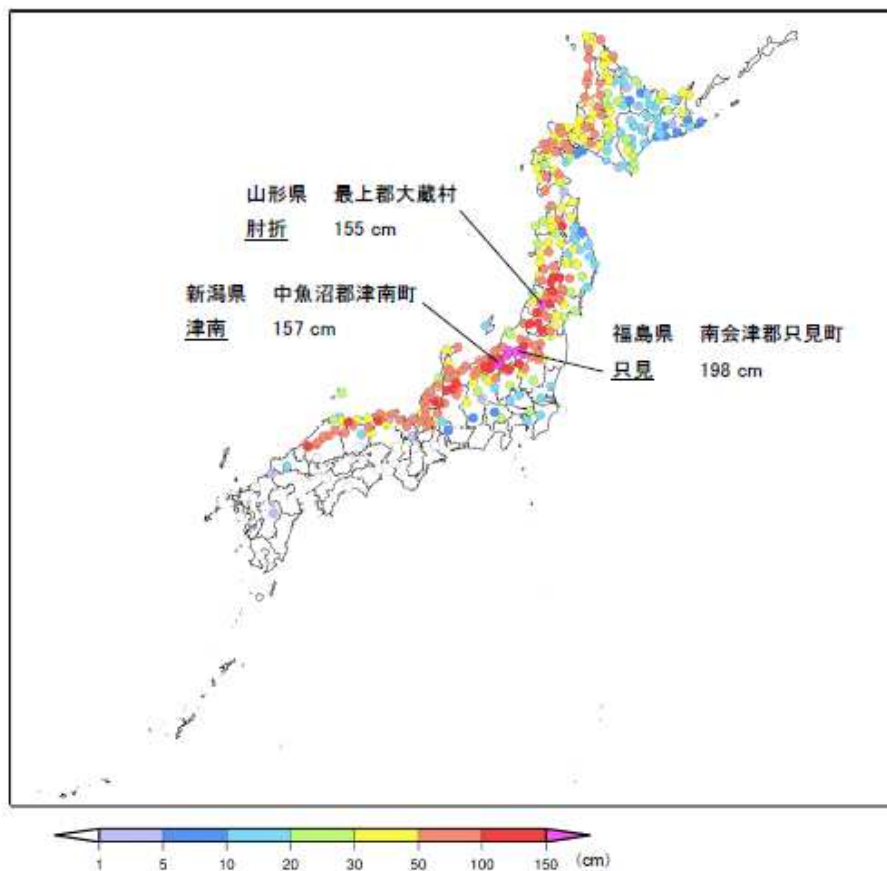 山形県 最上郡大蔵村
肘折 155 cm
新潟県 中魚沼郡津南町
津南 157 cm
福島県 南会津郡只見町
只見 198 cm
1 5 10 20 30 50 100 150 (cm)